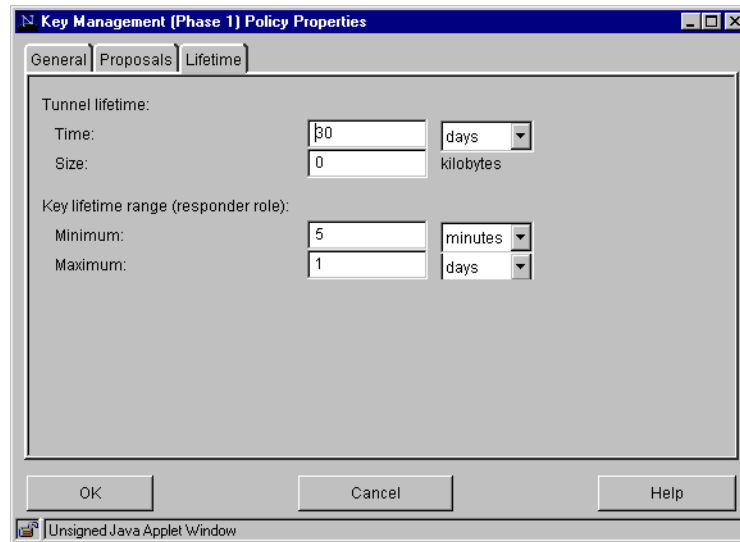 Key Management (Phase 1) Policy Properties
General Proposals Lifetime
Tunnel lifetime:
Time: 30 days
Size: 0 kilobytes
Key lifetime range (responder role):
Minimum: 5 minutes
Maximum: 1 days
OK Cancel Help
Unsigned Java Applet Window